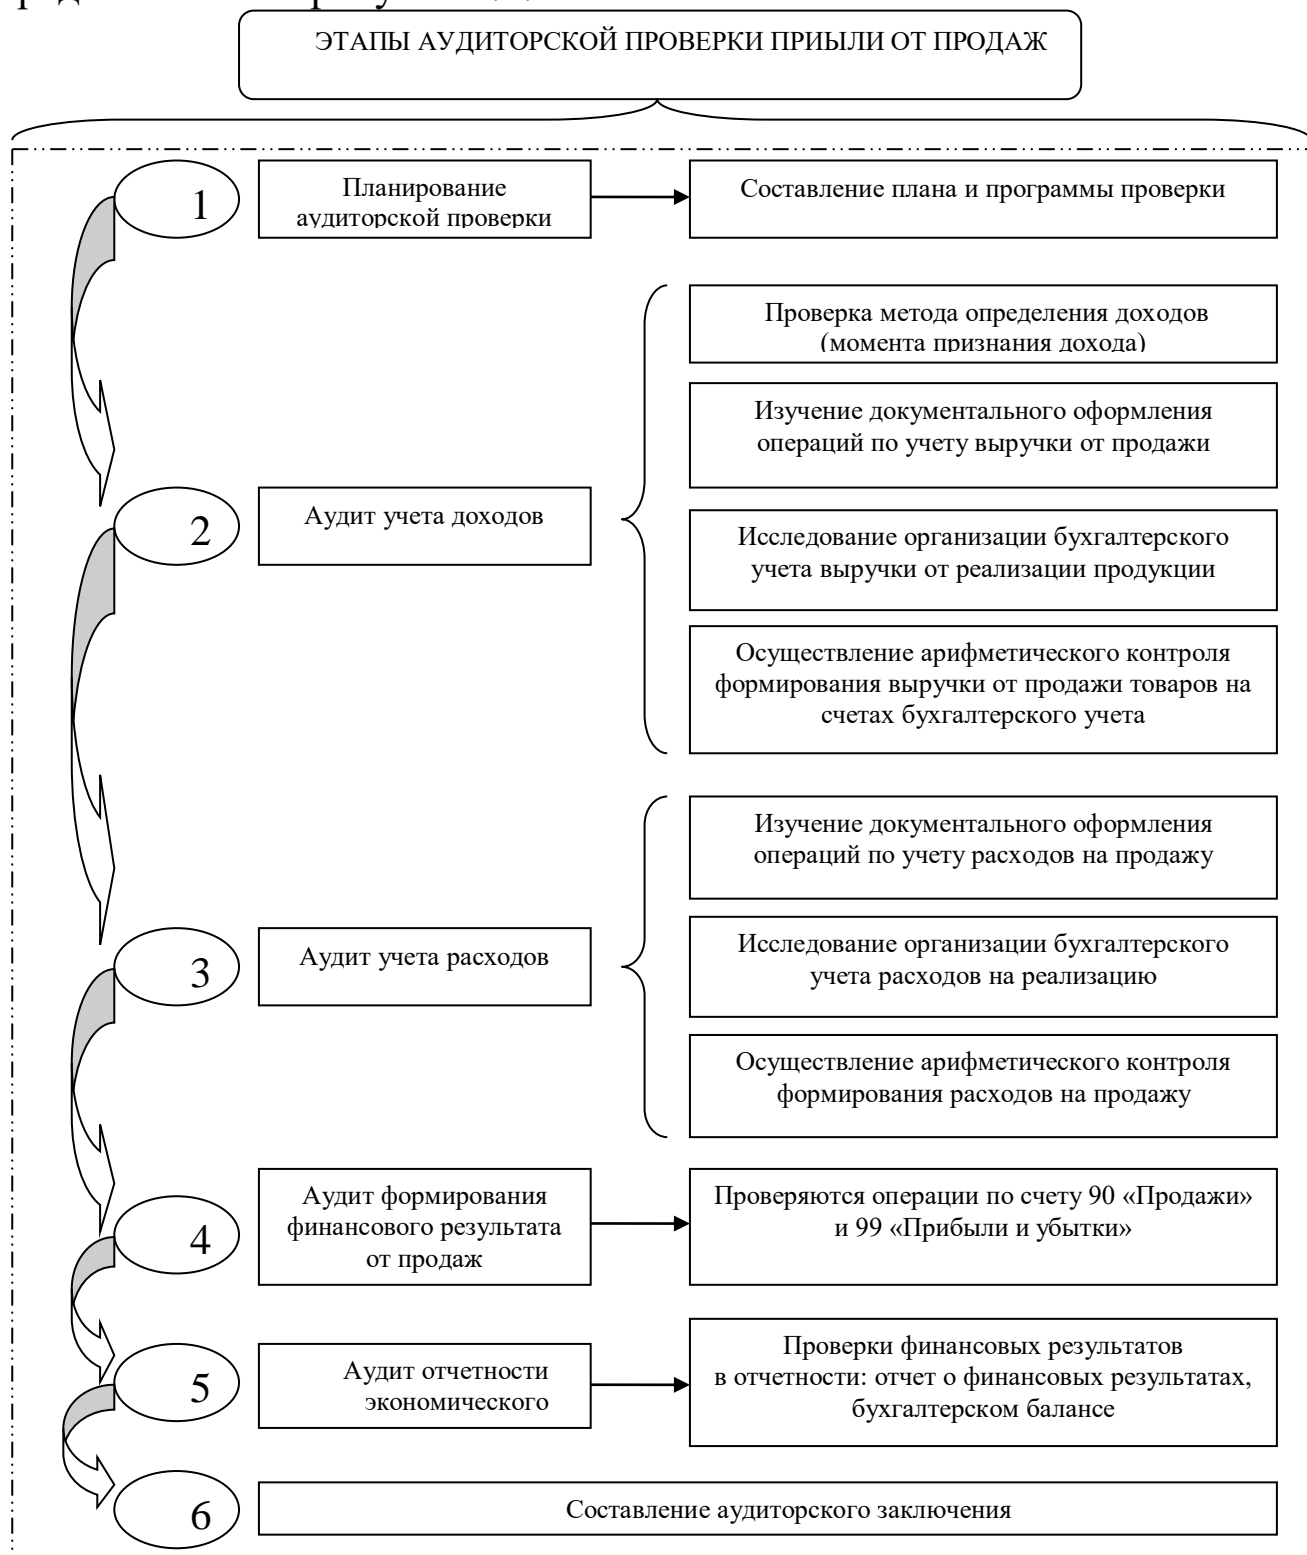 ЭТАПЫ АУДИТОРСКОЙ ПРОВЕРКИ ПРИЫЛИ ОТ ПРОДАЖ
1
Планирование
аудиторской проверки
Составление плана и программы проверки
Проверка метода определения доходов
(момента признания дохода)
Изучение документального оформления
операций по учету выручки от продажи
2
Аудит учета доходов
Исследование организации бухгалтерского
учета выручки от реализации продукции
Осуществление арифметического контроля
формирования выручки от продажи товаров на
счетах бухгалтерского учета
Изучение документального оформления
операций по учету расходов на продажу
3
Аудит учета расходов
Исследование организации бухгалтерского
учета расходов на реализацию
Осуществление арифметического контроля
формирования расходов на продажу
4
Аудит формирования
финансового результата
от продаж
Проверяются операции по счету 90 «Продажи»
и 99 «Прибыли и убытки»
5
Аудит отчетности
экономического
Проверки финансовых результатов
в отчетности: отчет о финансовых результатах,
бухгалтерском балансе
6
Составление аудиторского заключения